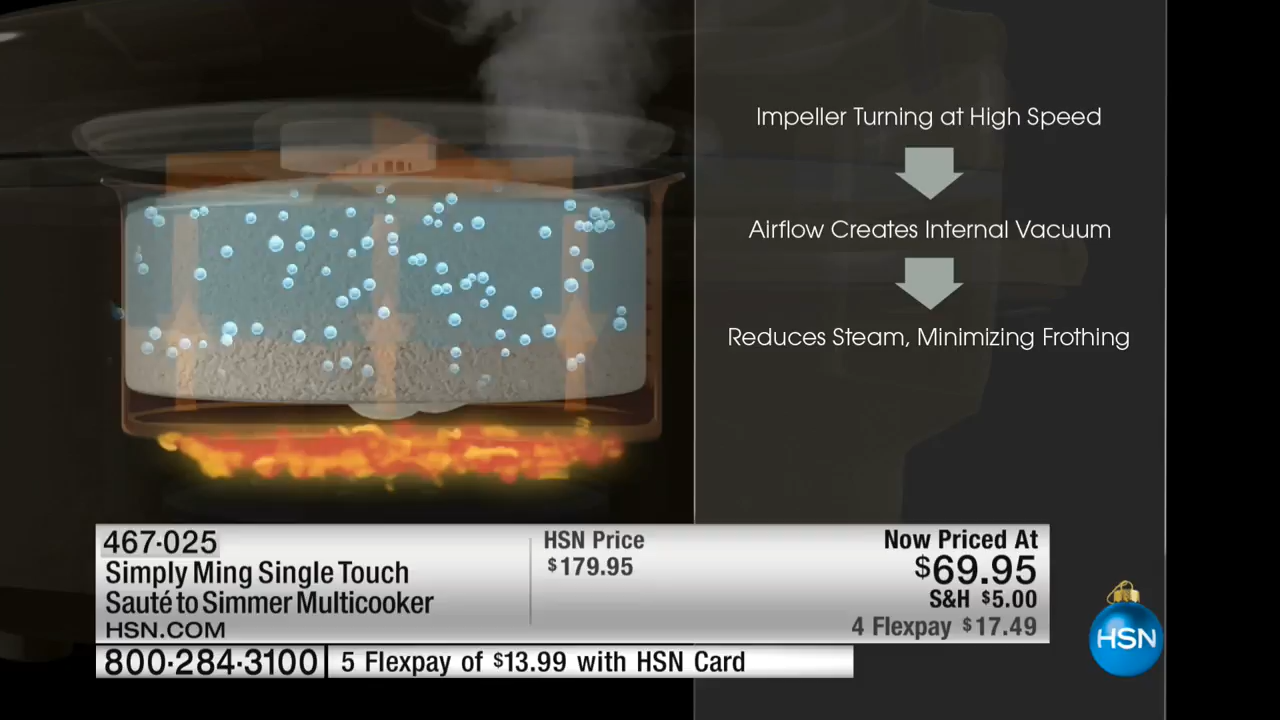 Impeller Turning at High Speed
Airflow Creates Internal Vacuum
Reduces Steam, Minimizing Frothing
467·025
Simply Ming Single Touch
Sauté to Simmer Multicooker
HSN.COM
HSN Price
$179.95
Now Priced At
$69.95
S&H $5.00
4 Flexpay $17.49
800·284·3100
5 Flexpay of $13.99 with HSN Card
HSN